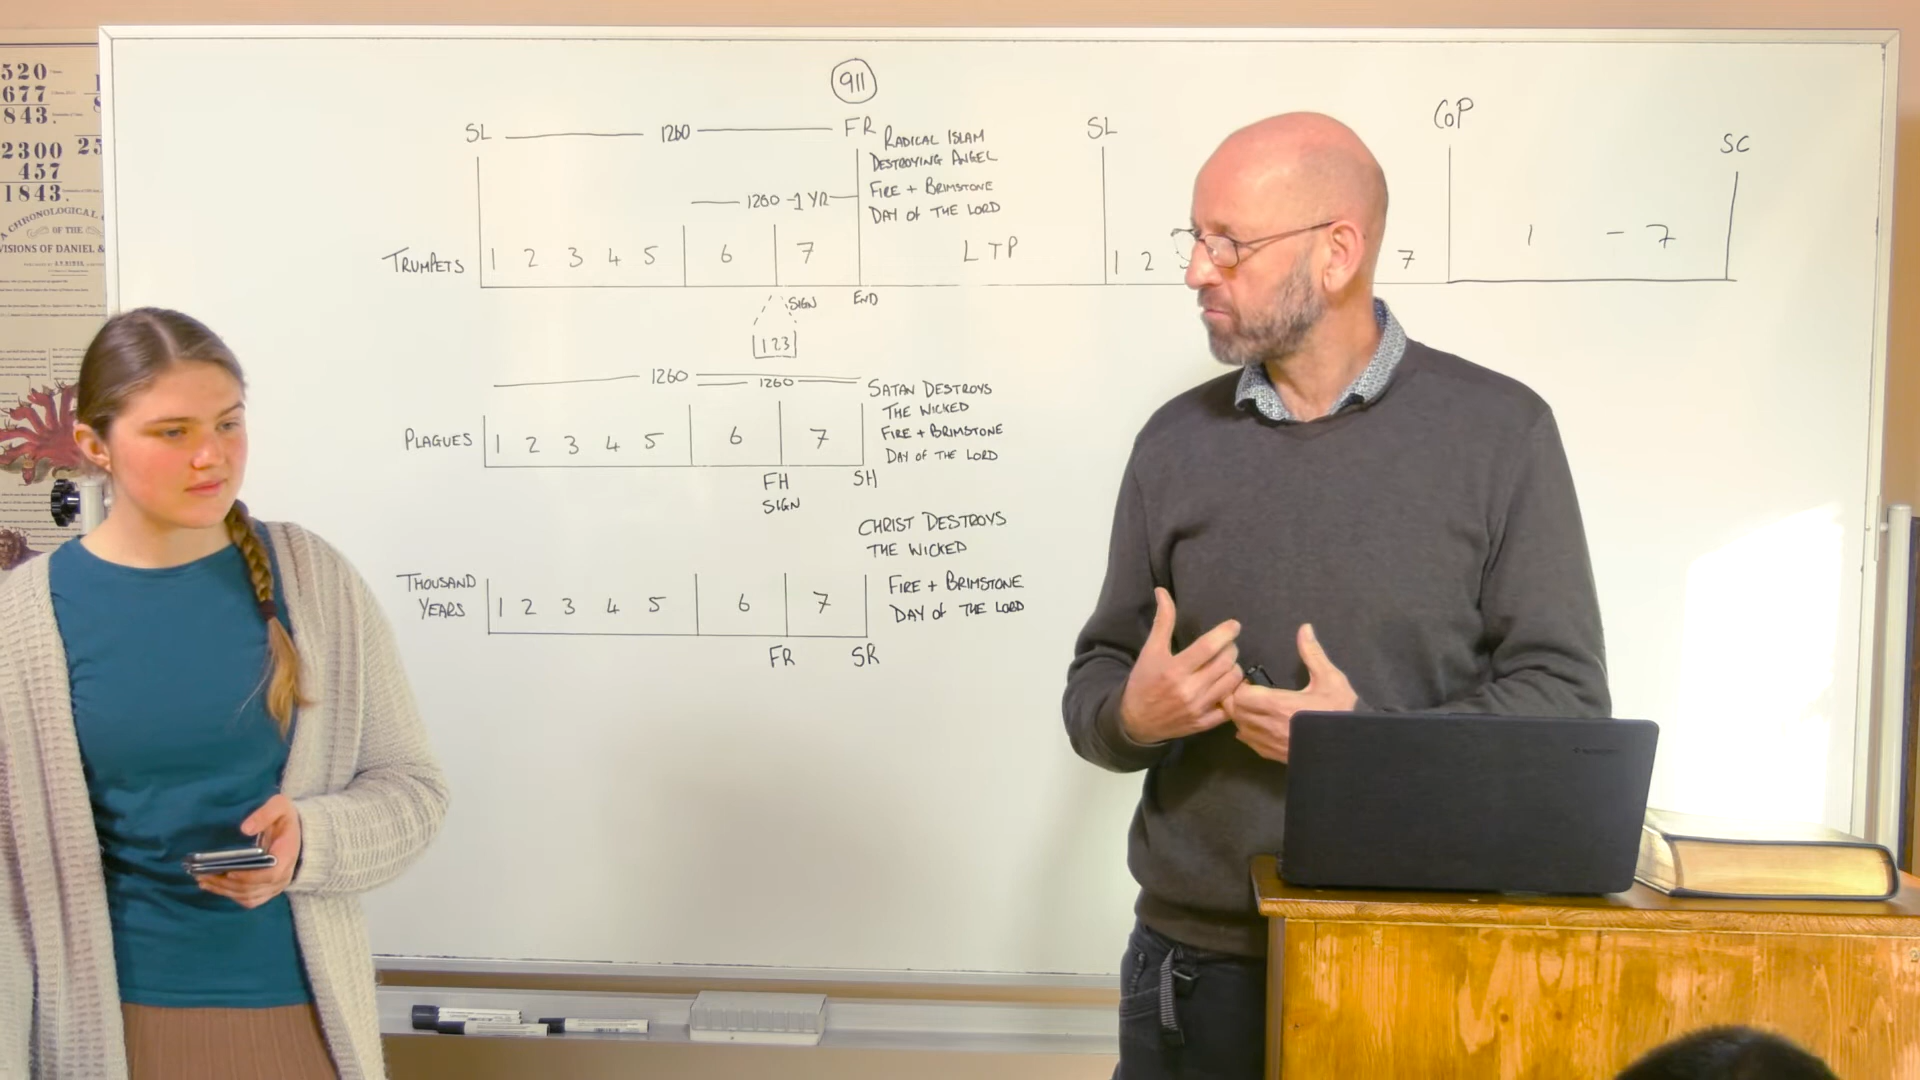 520
677
843.
2300
457
1843.
25
A CHRONOLOGICAL
OF THE
VISIONS OF DANIEL &
911
SL 1260 FR
RADICAL ISLAM
DESTROYING ANGEL
FIRE + BRIMSTONE
DAY OF THE LORD
1260 - 1 YR
TRUMPETS 1 2 3 4 5 6 7
LTP
SL
CoP
SC
1 2 7
1 - 7
SIGN
END
1 2 3
1260
1260
SATAN DESTROYS
THE WICKED
FIRE + BRIMSTONE
DAY OF THE LORD
PLAGUES 1 2 3 4 5 6 7
FH
SIGN
SH
CHRIST DESTROYS
THE WICKED
FIRE + BRIMSTONE
DAY OF THE LORD
THOUSAND
YEARS 1 2 3 4 5 6 7
FR SR